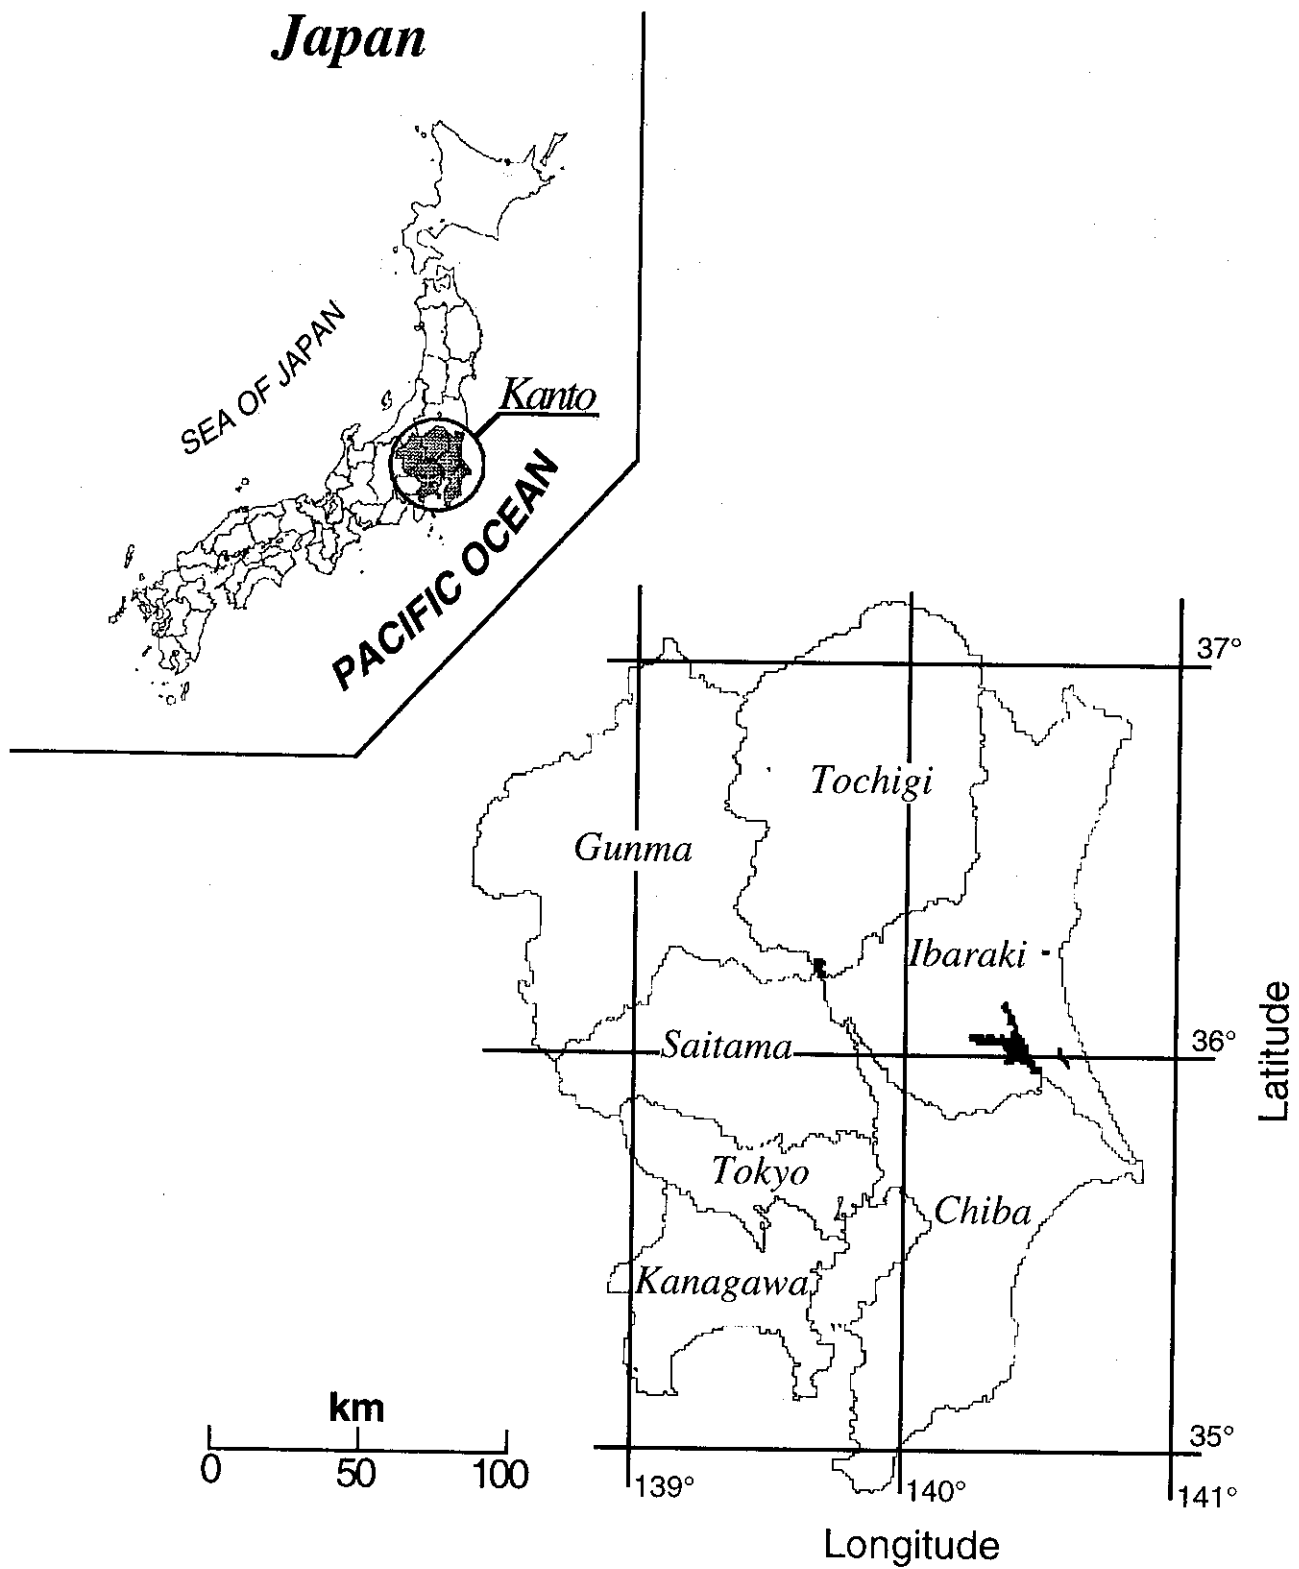 Japan
SEA OF JAPAN
Kanto
PACIFIC OCEAN
37°
Tochigi
Gunma
Ibaraki
Saitama
36°
Latitude
Tokyo
Chiba
Kanagawa
km
0 50 100
35°
139° 140° 141°
Longitude